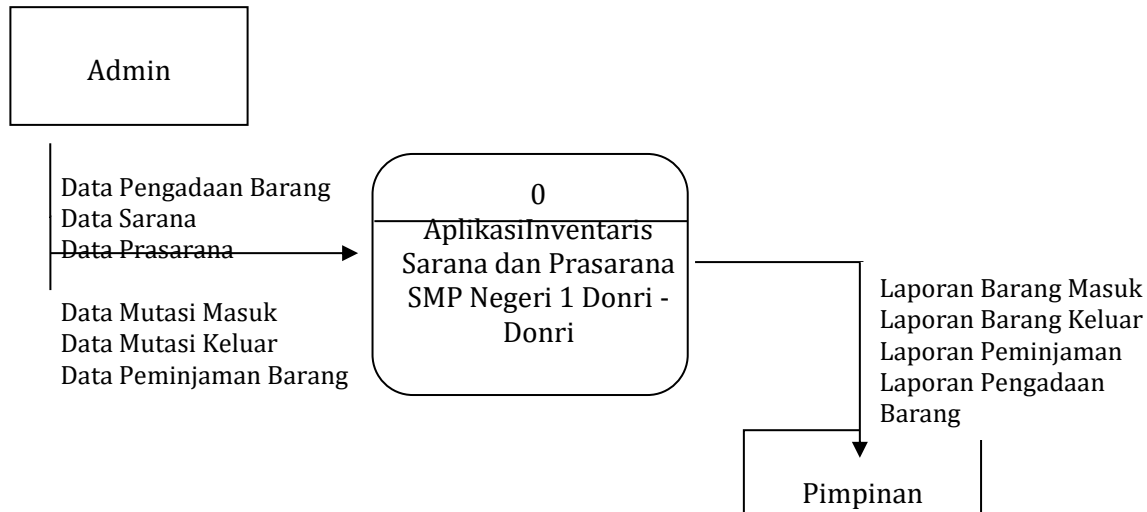 Admin
Data Pengadaan Barang
Data Sarana
Data Prasarana
Data Mutasi Masuk
Data Mutasi Keluar
Data Peminjaman Barang
0
AplikasiInventaris
Sarana dan Prasarana
SMP Negeri 1 Donri -
Donri
Laporan Barang Masuk
Laporan Barang Keluar
Laporan Peminjaman
Laporan Pengadaan
Barang
Pimpinan